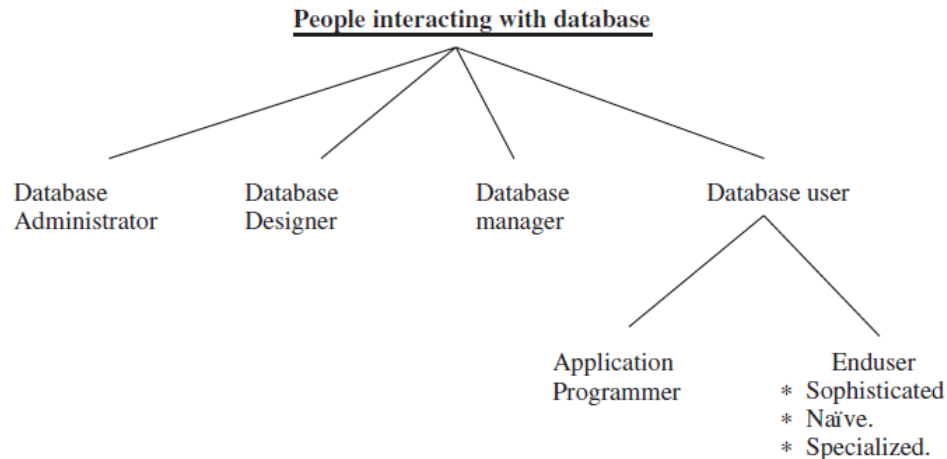 People interacting with database
Database
Administrator
Database
Designer
Database
manager
Database user
Application
Programmer
Enduser
* Sophisticated
* Naïve.
* Specialized.